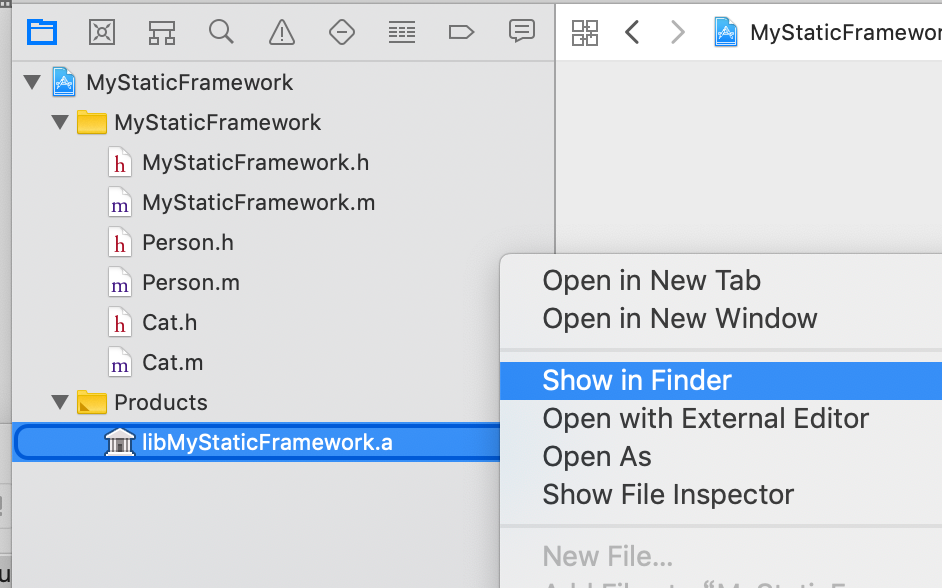 MyStaticFramewor
MyStaticFramework
MyStaticFramework
h MyStaticFramework.h
m MyStaticFramework.m
h Person.h
m Person.m
h Cat.h
m Cat.m
Products
libMyStaticFramework.a
Open in New Tab
Open in New Window
Show in Finder
Open with External Editor
Open As
Show File Inspector
New File...